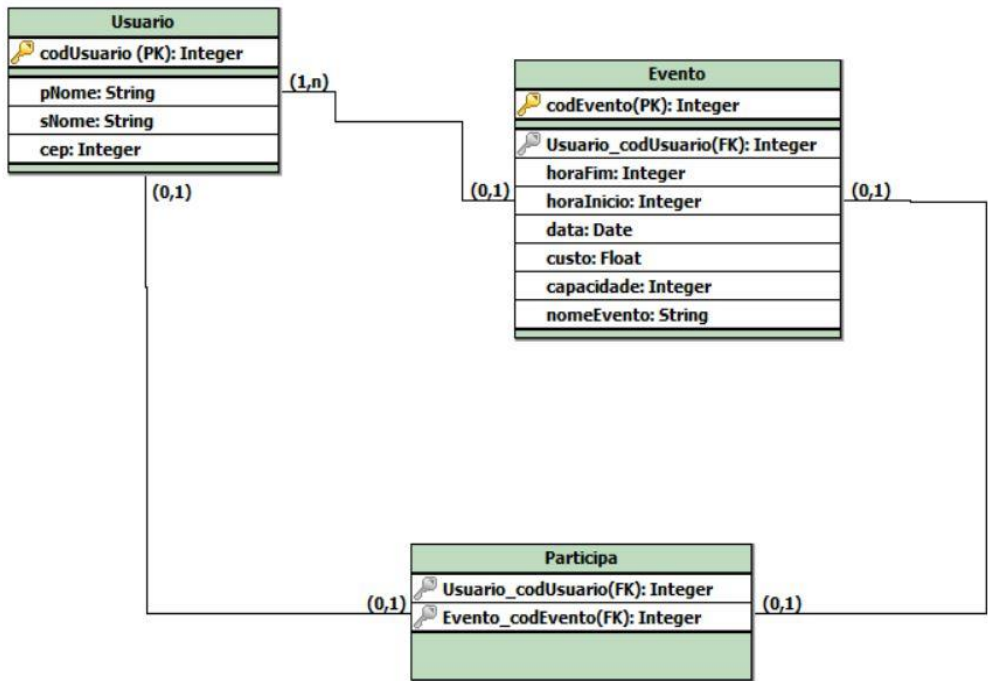 Usuario
codUsuario (PK): Integer
pNome: String
sNome: String
cep: Integer
(1,n)
(0,1)
Evento
codEvento(PK): Integer
Usuario_codUsuario(FK): Integer
horaFim: Integer
horaInicio: Integer
data: Date
custo: Float
capacidade: Integer
nomeEvento: String
(0,1)
(0,1)
Participa
Usuario_codUsuario(FK): Integer
Evento_codEvento(FK): Integer
(0,1)
(0,1)